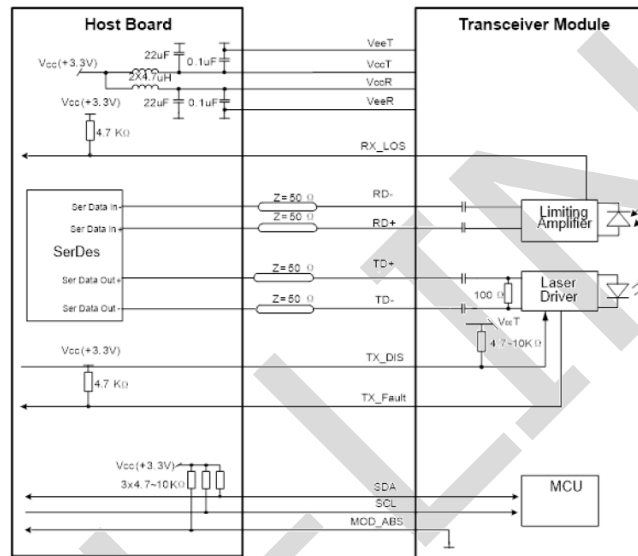 Host Board
Transceiver Module
VeeT
22uF
0.1uF
Vcc(+3.3V)
VccT
2X4.7uH
VccR
Vcc(+3.3V)
22uF
0.1uF
VeeR
4.7 KΩ
RX_LOS
Z=50 Ω
RD-
Ser Data In-
Limiting
Amplifier
Z=50 Ω
RD+
Ser Data In+
SerDes
Z=50 Ω
TD+
Ser Data Out+
Laser
Driver
100 Ω
Z=50 Ω
TD-
Ser Data Out-
VccT
4.7~10KΩ
Vcc(+3.3V)
TX_DIS
4.7 KΩ
TX_Fault
Vcc(+3.3V)
3x4.7~10KΩ
SDA
MCU
SCL
MOD_ABS